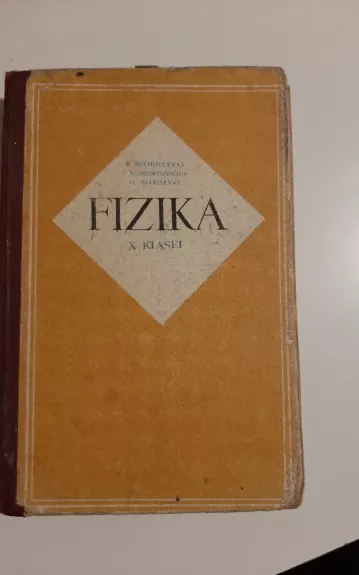 B. BUCHOVCEVAS
J. KLIMONTOVIČIUS
G. MIAKIŠEVAS
FIZIKA
X KLASEI